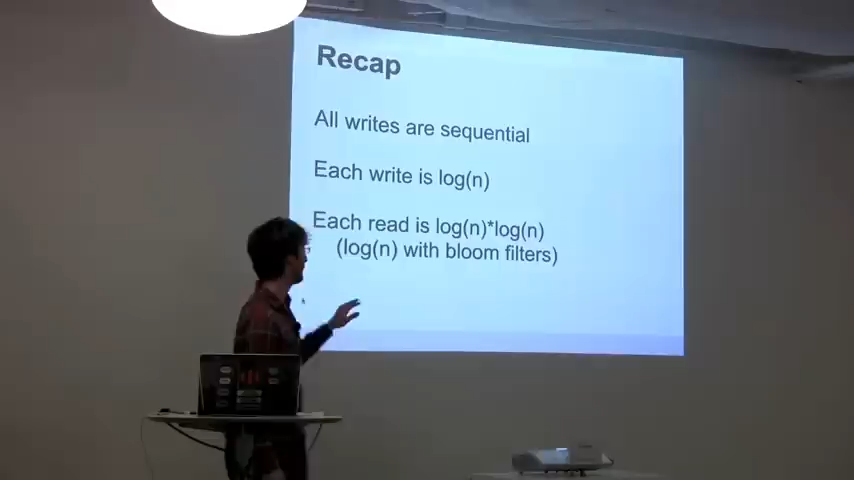 Recap
All writes are sequential
Each write is log(n)
Each read is log(n)*log(n)
(log(n) with bloom filters)